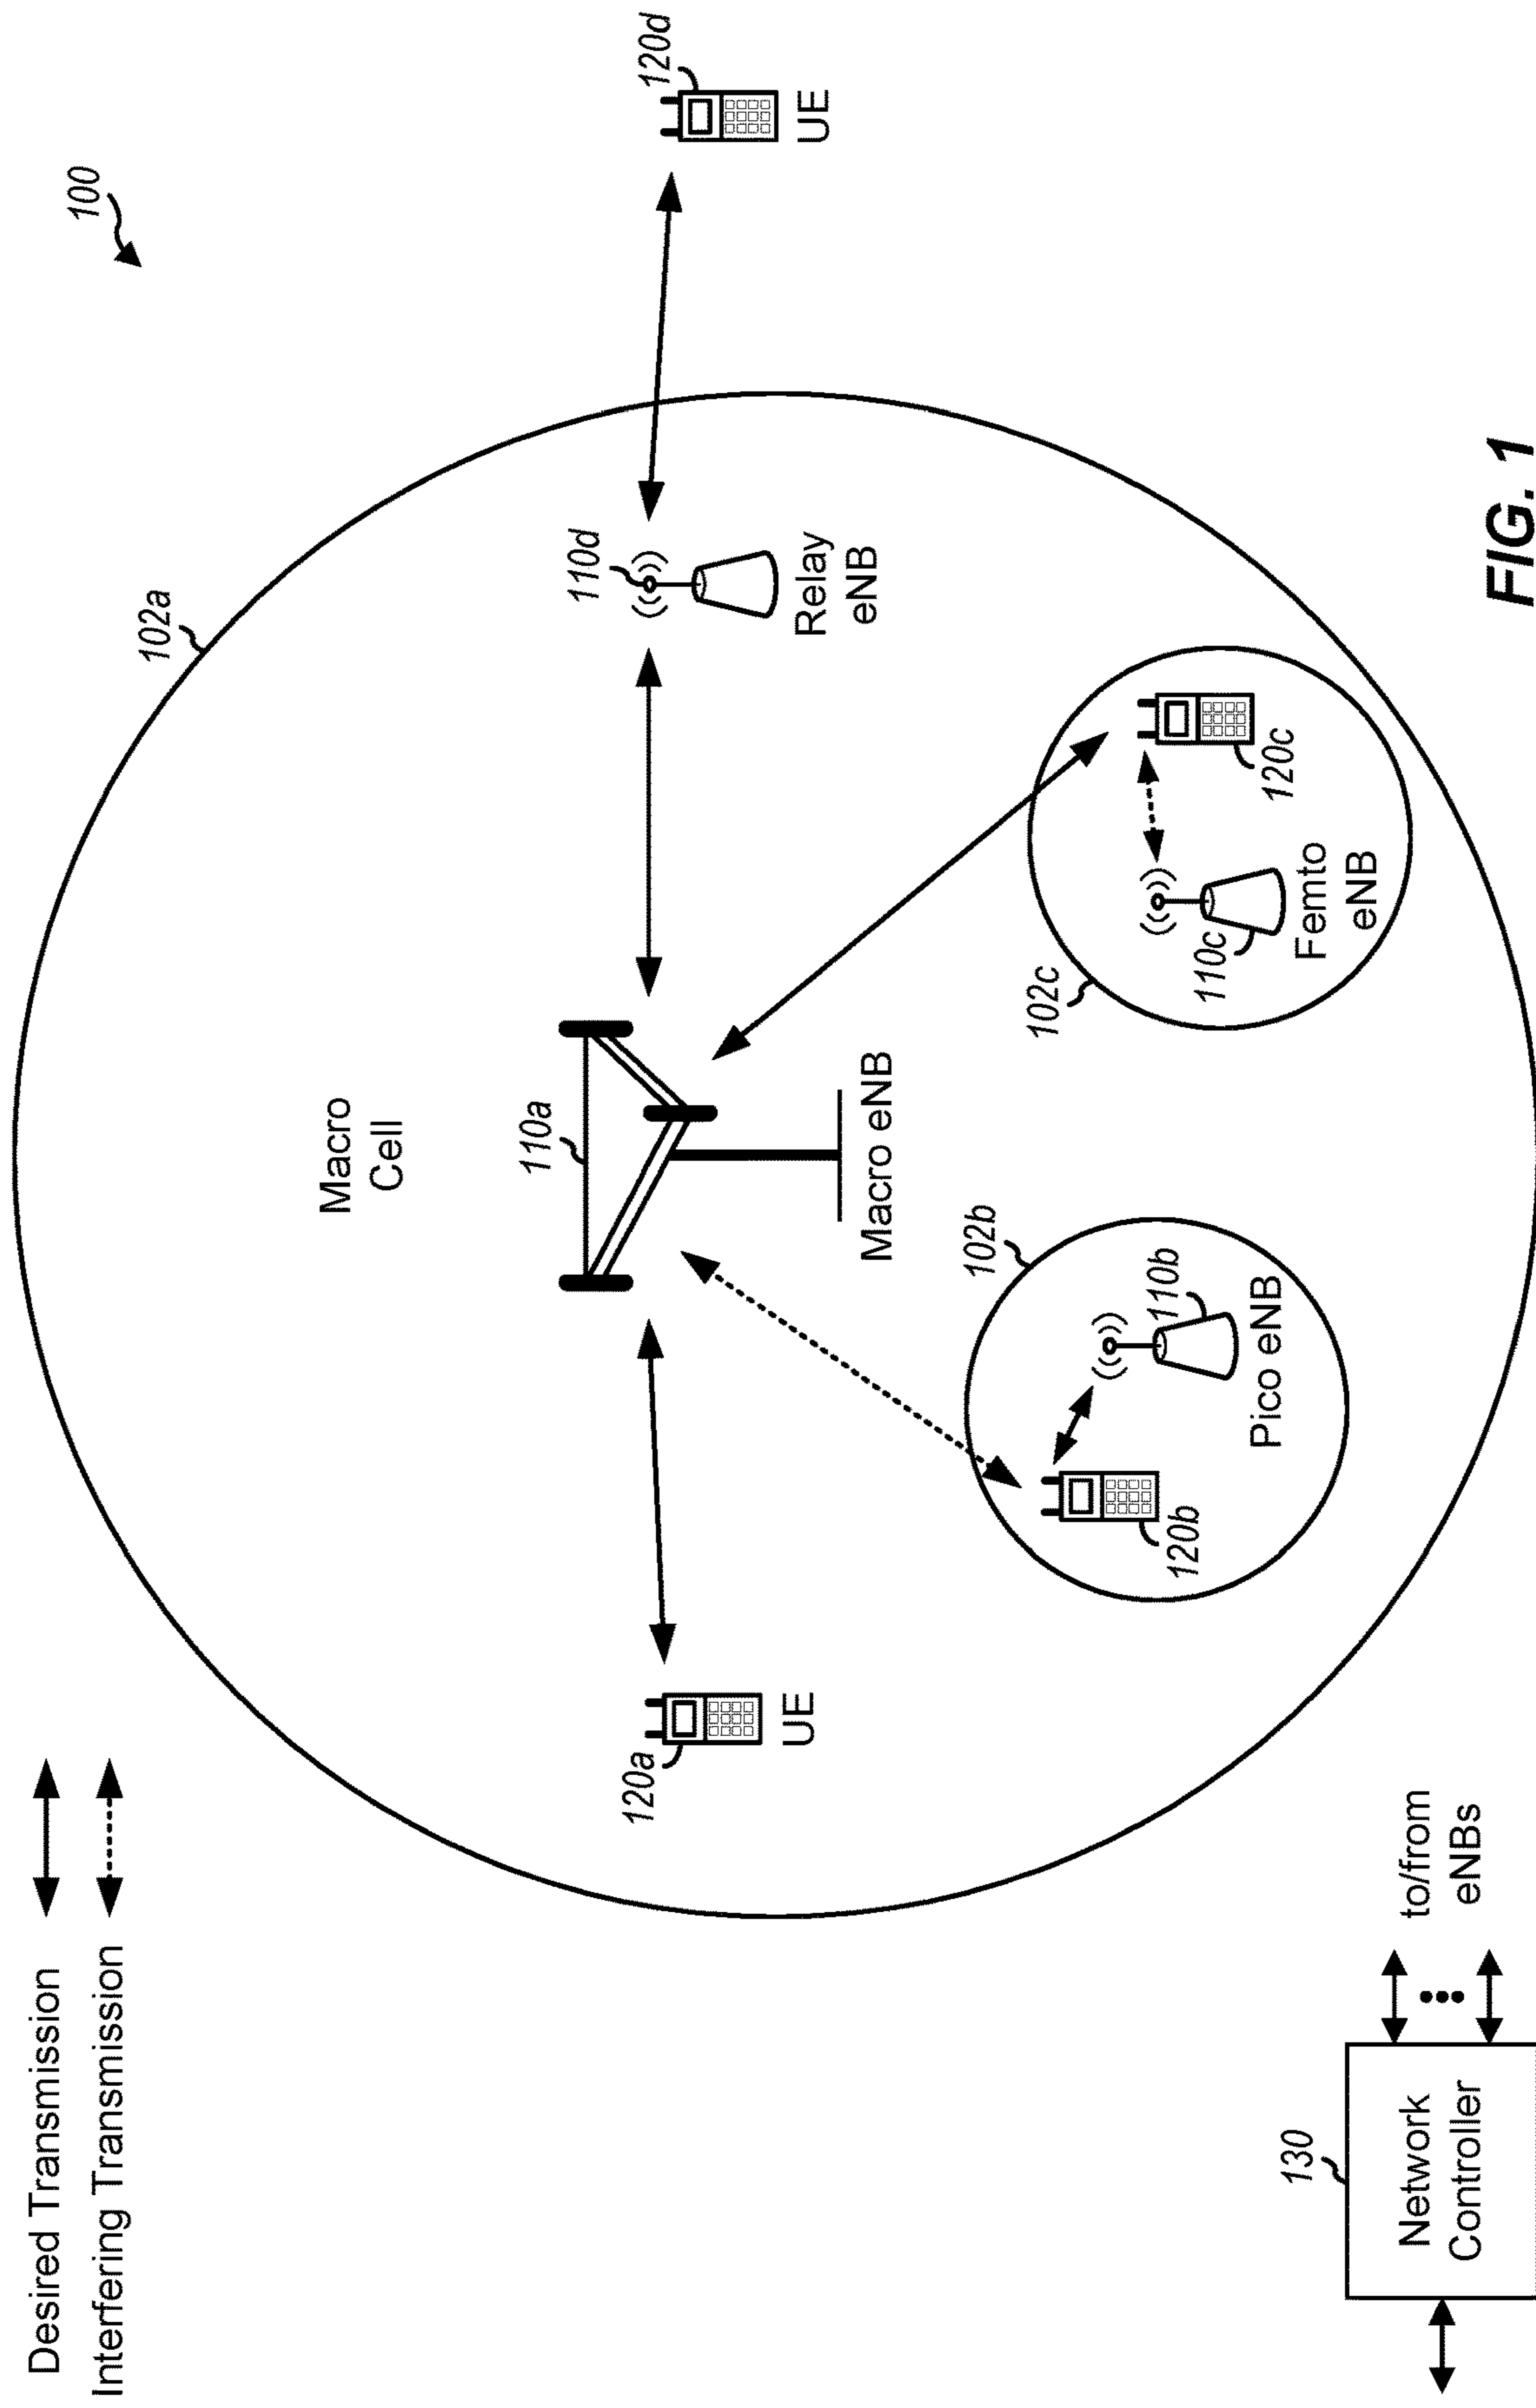 Desired Transmission
Interfering Transmission
100
102a
Macro
Cell
110a
110d
120d
120a
UE
Macro eNB
Relay
eNB
UE
102b
120b
110b
Pico eNB
102c
110c
120c
Femto
eNB
130
Network
Controller
to/from
eNBs
FIG. 1